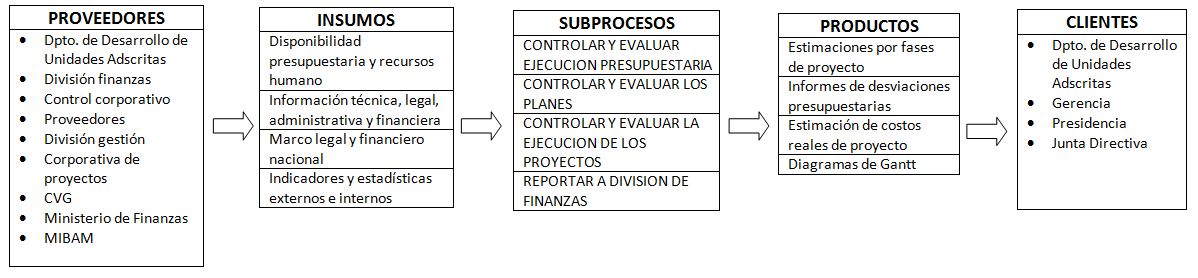 PROVEEDORES
Dpto. de Desarrollo de
Unidades Adscritas
División finanzas
Control corporativo
Proveedores
División gestión
Corporativa de
proyectos
CVG
Ministerio de Finanzas
MIBAM
INSUMOS
Disponibilidad
presupuestaria y recursos
humano
Información técnica, legal,
administrativa y financiera
Marco legal y financiero
nacional
Indicadores y estadísticas
externos e internos
SUBPROCESOS
CONTROLAR Y EVALUAR
EJECUCION PRESUPUESTARIA
CONTROLAR Y EVALUAR LOS
PLANES
CONTROLAR Y EVALUAR LA
EJECUCION DE LOS
PROYECTOS
REPORTAR A DIVISION DE
FINANZAS
PRODUCTOS
Estimaciones por fases
de proyecto
Informes de desviaciones
presupuestarias
Estimación de costos
reales de proyecto
Diagramas de Gantt
CLIENTES
Dpto. de Desarrollo
de Unidades
Adscritas
Gerencia
Presidencia
Junta Directiva